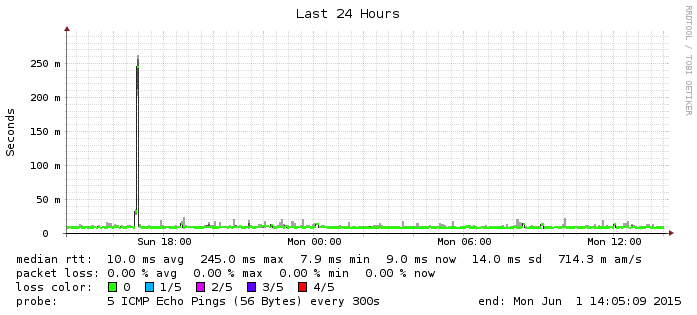 Last 24 Hours
RRDTOOL / TOBI OETIKER
Seconds
250 m
200 m
150 m
100 m
50 m
0
Sun 18:00 Mon 00:00 Mon 06:00 Mon 12:00
median rtt: 10.0 ms avg 245.0 ms max 7.9 ms min 9.0 ms now 14.0 ms sd 714.3 m am/s
packet loss: 0.00 % avg 0.00 % max 0.00 % min 0.00 % now
loss color: 0 1/5 2/5 3/5 4/5
probe: 5 ICMP Echo Pings (56 Bytes) every 300s end: Mon Jun 1 14:05:09 2015